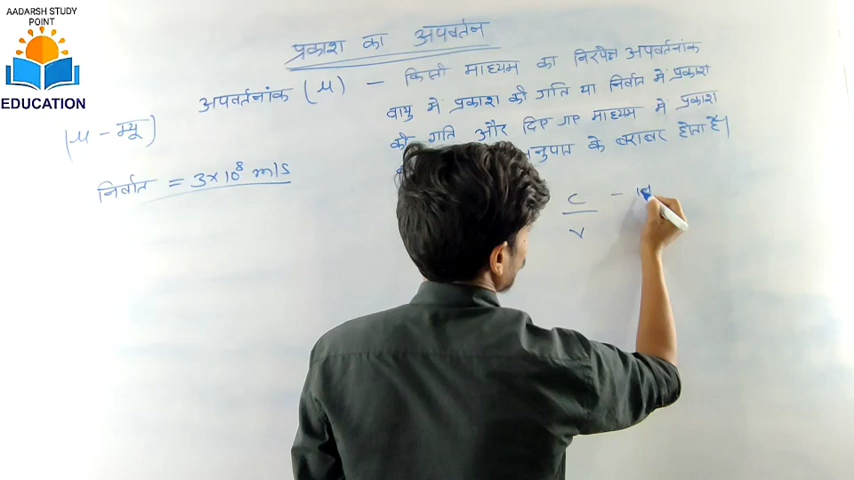 AADARSH STUDY
POINT
EDUCATION
प्रकाश का अपवर्तन
अपवर्तनांक (μ) - किसी माध्यम का निरपेक्ष अपवर्तनांक
वायु में प्रकाश की गति या निर्वात में प्रकाश
की गति और दिए गए माध्यम में प्रकाश
के बराबर होता है|
(μ - म्यू)
निर्वात = 3×10⁸ m/s
c -
v